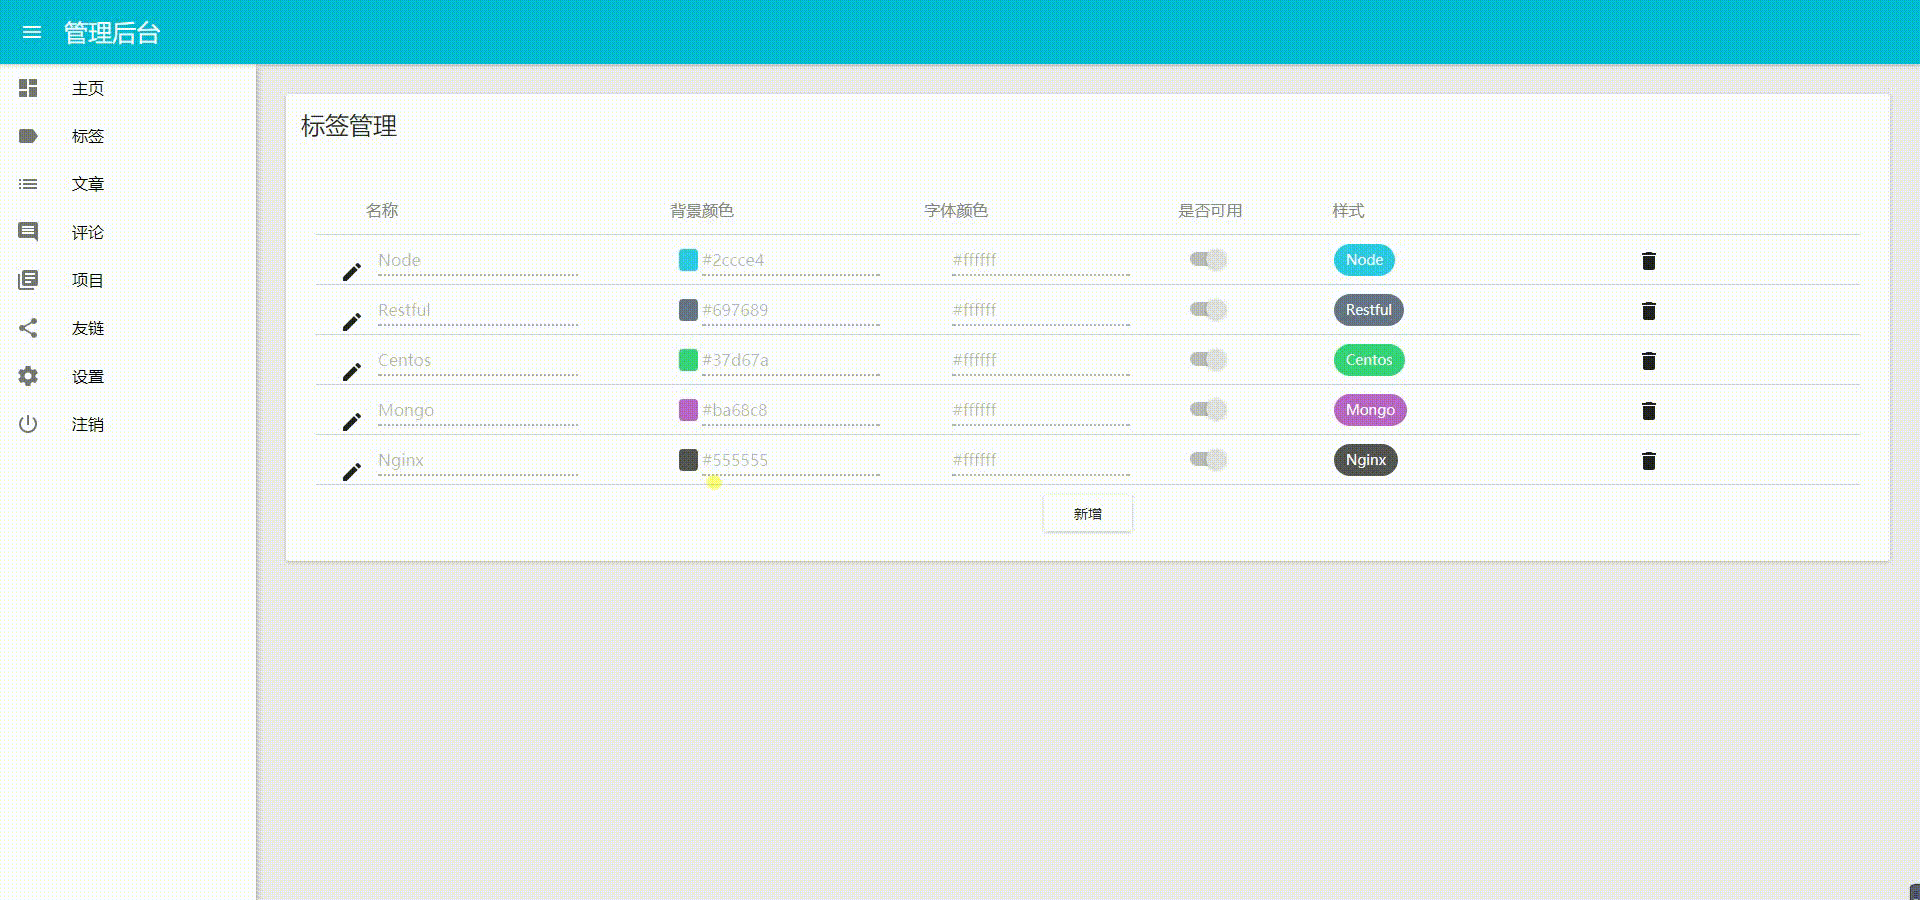 管理后台
主页
标签
文章
评论
项目
友链
设置
注销
标签管理
名称 背景颜色 字体颜色 是否可用 样式
Node #2ccce4 #ffffff Node
Restful #697689 #ffffff Restful
Centos #37d67a #ffffff Centos
Mongo #ba68c8 #ffffff Mongo
Nginx #555555 #ffffff Nginx
新增